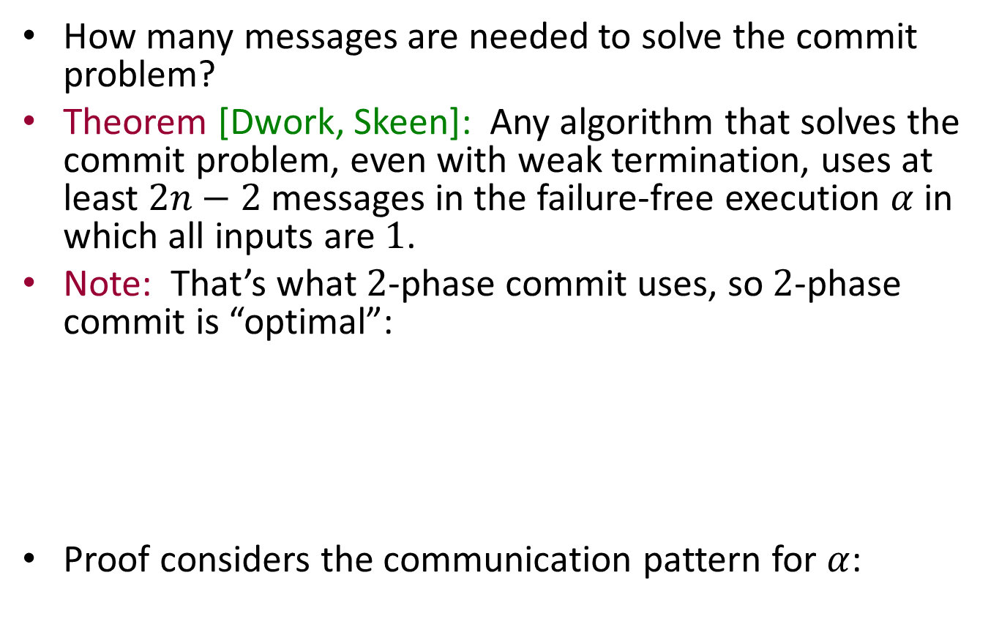 • How many messages are needed to solve the commit
problem?
• Theorem [Dwork, Skeen]: Any algorithm that solves the
commit problem, even with weak termination, uses at
least 2𝑛 − 2 messages in the failure-free execution 𝛼 in
which all inputs are 1.
• Note: That’s what 2-phase commit uses, so 2-phase
commit is “optimal”:
• Proof considers the communication pattern for 𝛼: